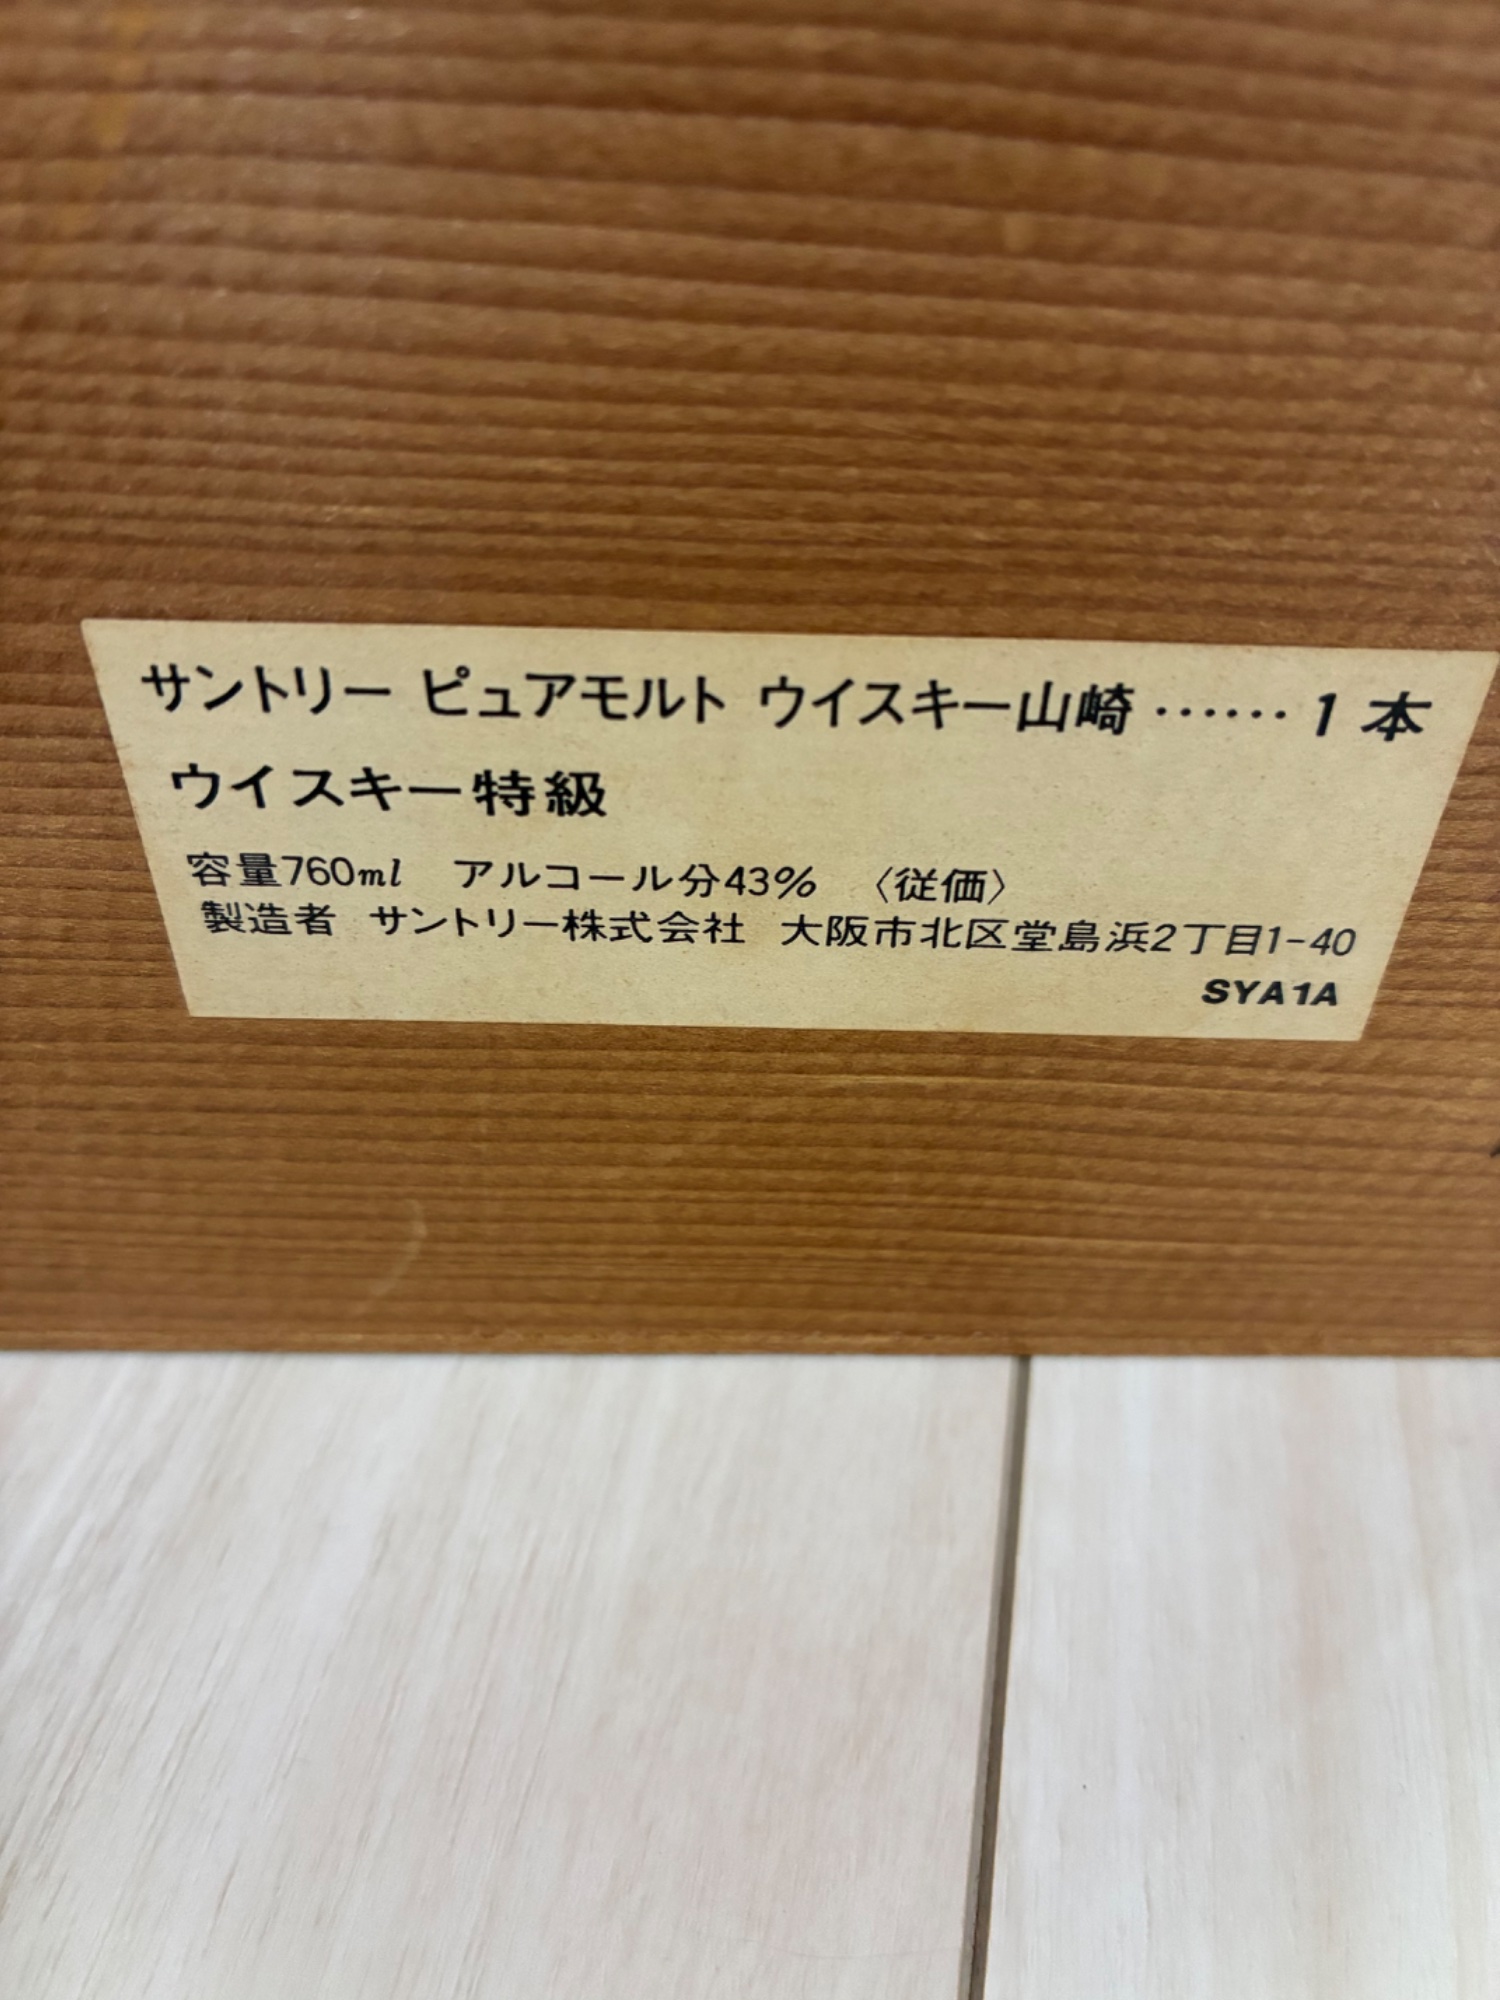 サントリー ピュアモルト ウイスキー山崎……1本
ウイスキー特級
容量760ml アルコール分43% 〈従価〉
製造者 サントリー株式会社 大阪市北区堂島浜2丁目1-40
SYA1A